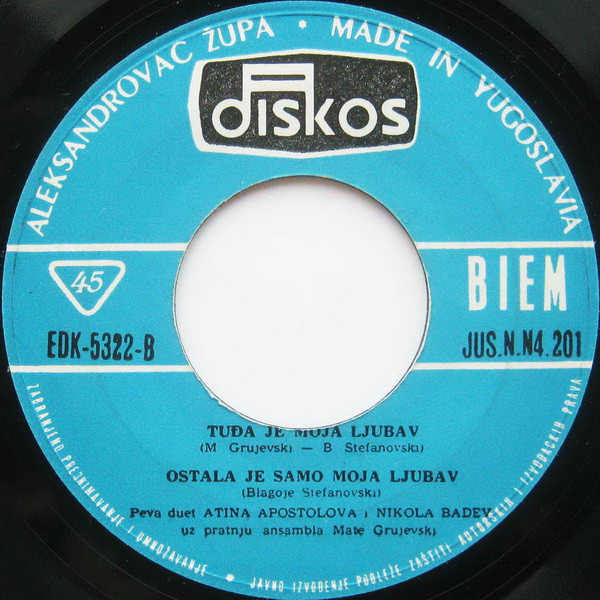 ALEKSANDROVAC ŽUPA • MADE IN YUGOSLAVIA
diskos
45
BIEM
EDK-5322-B
JUS.N.N4.201
TUĐA JE MOJA LJUBAV
(M Grujevski — B Stefanovski)
OSTALA JE SAMO MOJA LJUBAV
(Blagoje Stefanovski)
Peva duet ATINA APOSTOLOVA i NIKOLA BADEV
uz pratnju ansambla Mate Grujevski
ZABRANJENO PRESNIMAVANJE I UMNOŽAVANJE • JAVNO IZVOĐENJE PODLEŽE ZAŠTITI AUTORSKIH I IZVOĐAČKIH PRAVA